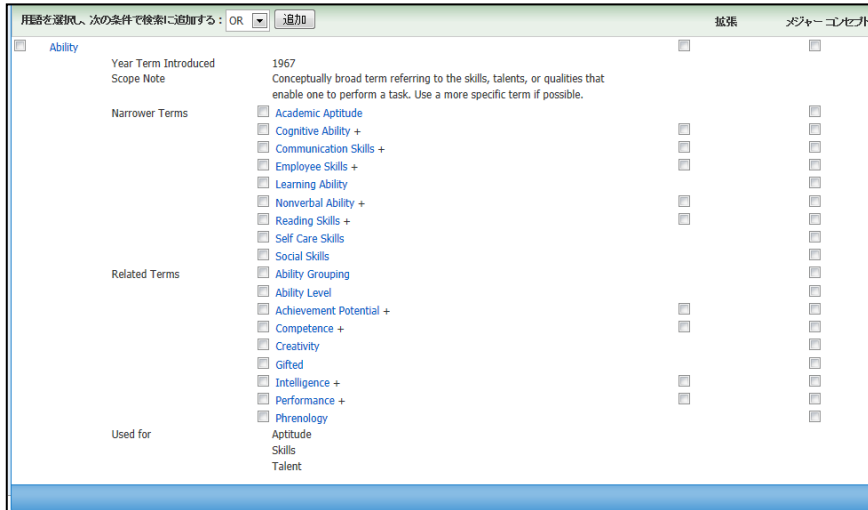 用語を選択し、次の条件で検索に追加する： OR 追加 拡張 メジャー コンセプト
Ability
Year Term Introduced 1967
Scope Note Conceptually broad term referring to the skills, talents, or qualities that
enable one to perform a task. Use a more specific term if possible.
Narrower Terms Academic Aptitude
Cognitive Ability +
Communication Skills +
Employee Skills +
Learning Ability
Nonverbal Ability +
Reading Skills +
Self Care Skills
Social Skills
Related Terms Ability Grouping
Ability Level
Achievement Potential +
Competence +
Creativity
Gifted
Intelligence +
Performance +
Phrenology
Used for Aptitude
Skills
Talent